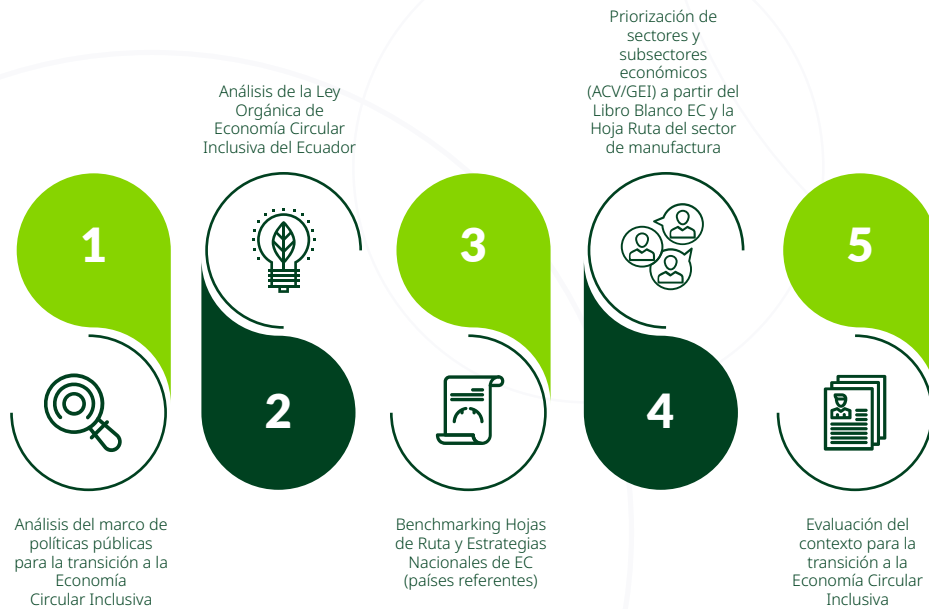 1
Análisis del marco de
políticas públicas
para la transición a la
Economía
Circular Inclusiva
Análisis de la Ley
Orgánica de
Economía Circular
Inclusiva del Ecuador
2
3
Benchmarking Hojas
de Ruta y Estrategias
Nacionales de EC
(países referentes)
Priorización de
sectores y
subsectores
económicos
(ACV/GEI) a partir del
Libro Blanco EC y la
Hoja Ruta del sector
de manufactura
4
5
Evaluación del
contexto para la
transición a la
Economía Circular
Inclusiva